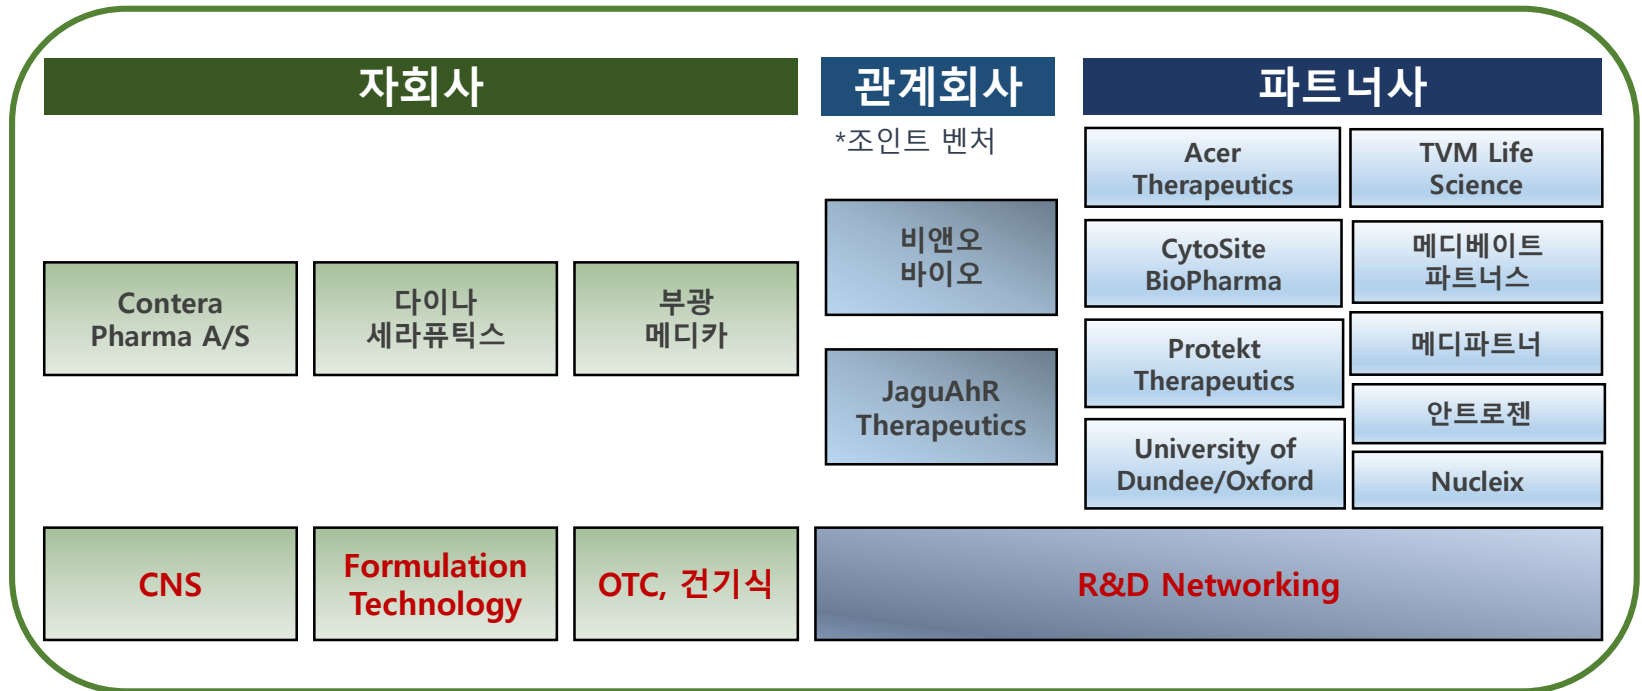 자회사
관계회사
파트너사
*조인트 벤처
Contera
Pharma A/S
다이나
세라퓨틱스
부광
메디카
비앤오
바이오
JaguAhR
Therapeutics
Acer
Therapeutics
TVM Life
Science
CytoSite
BioPharma
메디베이트
파트너스
Protekt
Therapeutics
메디파트너
안트로젠
University of
Dundee/Oxford
Nucleix
CNS
Formulation
Technology
OTC, 건기식
R&D Networking